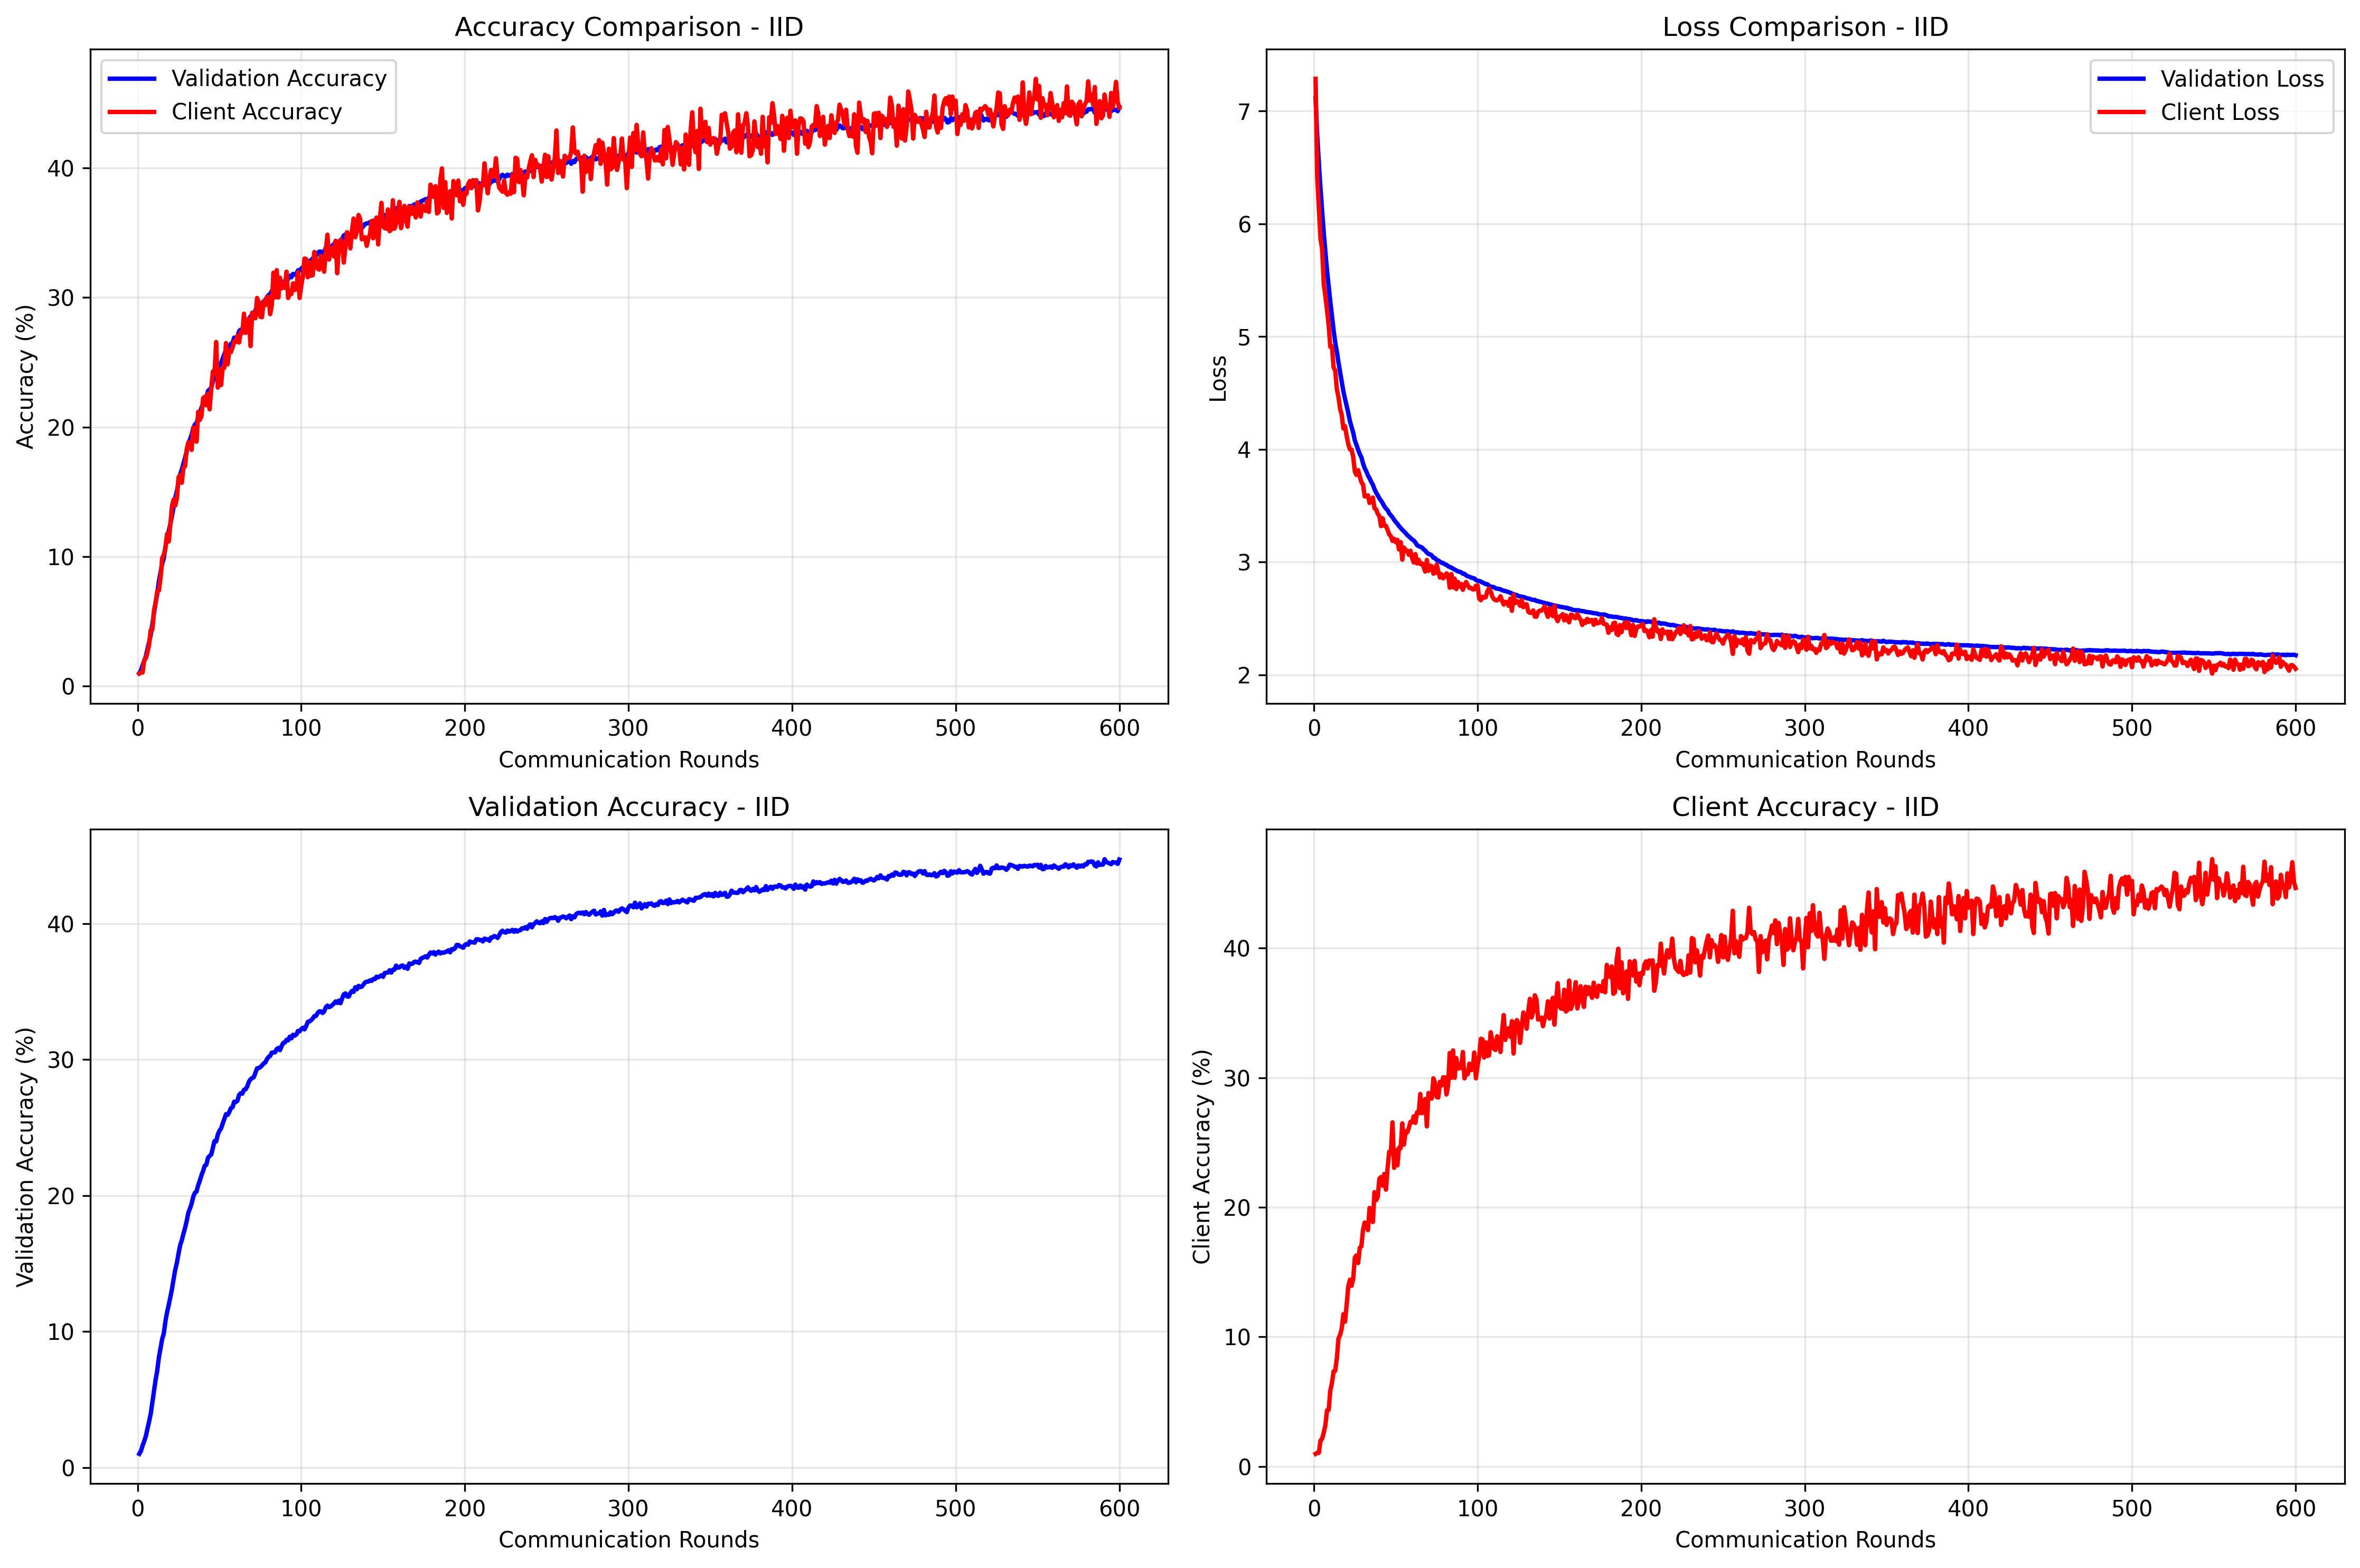 Accuracy Comparison - IID
Validation Accuracy
Client Accuracy
Accuracy (%)
40
30
20
10
0
0 100 200 300 400 500 600
Communication Rounds
Loss Comparison - IID
Validation Loss
Client Loss
Loss
7
6
5
4
3
2
0 100 200 300 400 500 600
Communication Rounds
Validation Accuracy - IID
Validation Accuracy (%)
40
30
20
10
0
0 100 200 300 400 500 600
Communication Rounds
Client Accuracy - IID
Client Accuracy (%)
40
30
20
10
0
0 100 200 300 400 500 600
Communication Rounds